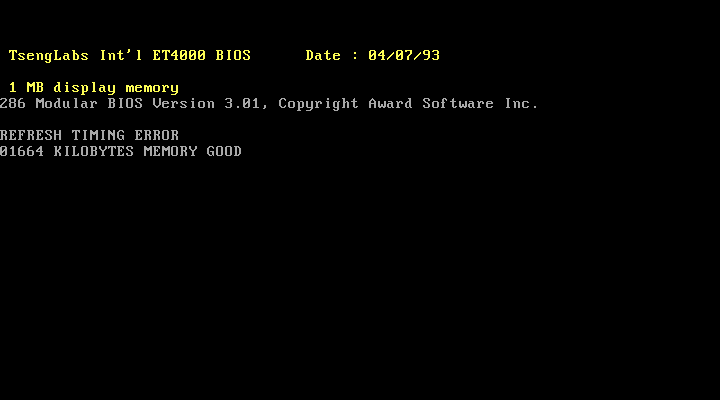 TsengLabs Int'l ET4000 BIOS      Date : 04/07/93
1 MB display memory
286 Modular BIOS Version 3.01, Copyright Award Software Inc.
REFRESH TIMING ERROR
01664 KILOBYTES MEMORY GOOD